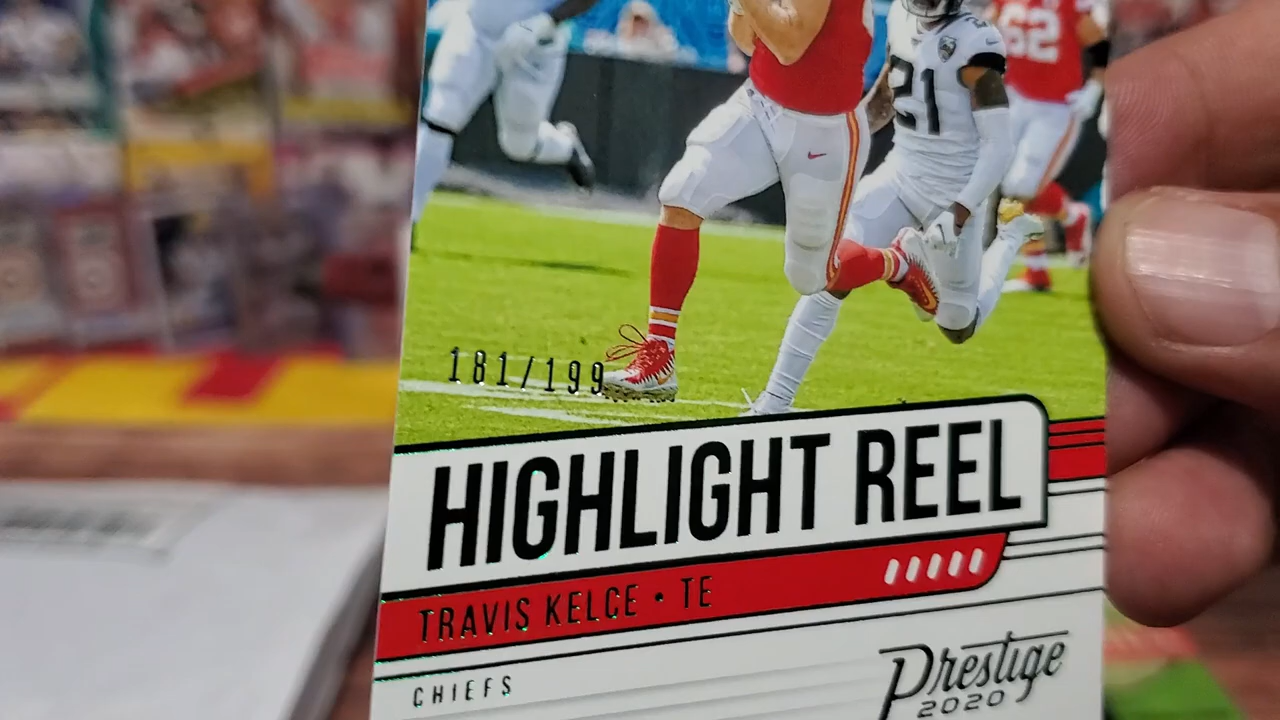 21
62
181/199
HIGHLIGHT REEL
TRAVIS KELCE • TE
CHIEFS
Prestige
2020